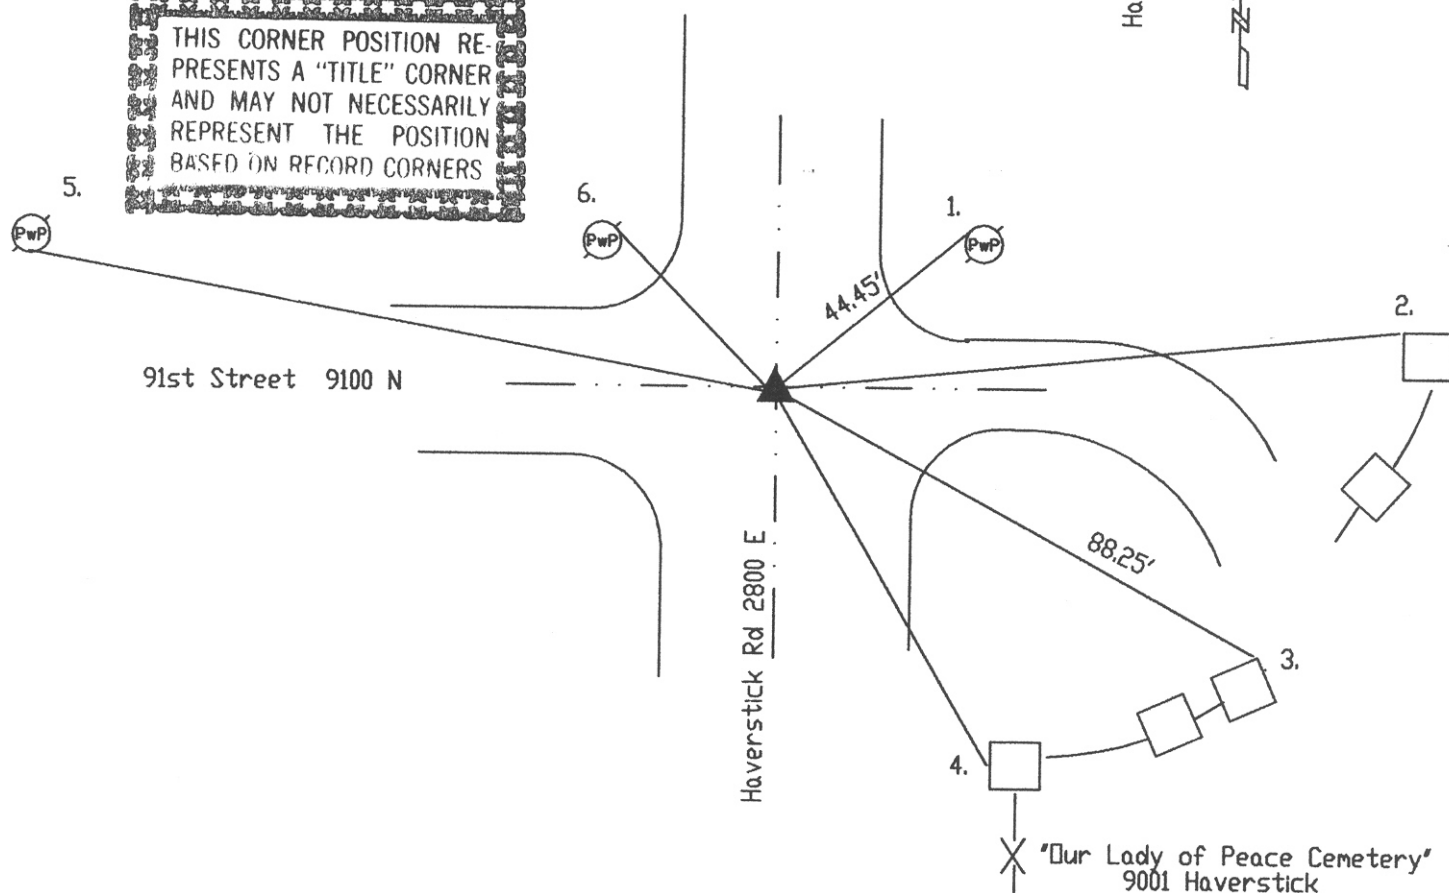 THIS CORNER POSITION RE-
PRESENTS A "TITLE" CORNER
AND MAY NOT NECESSARILY
REPRESENT THE POSITION
BASED ON RECORD CORNERS
Ha
5.
6.
1.
PwP
PwP
PwP
44.45'
2.
91st Street 9100 N
Haverstick Rd 2800 E
88.25'
3.
4.
"Our Lady of Peace Cemetery"
9001 Haverstick